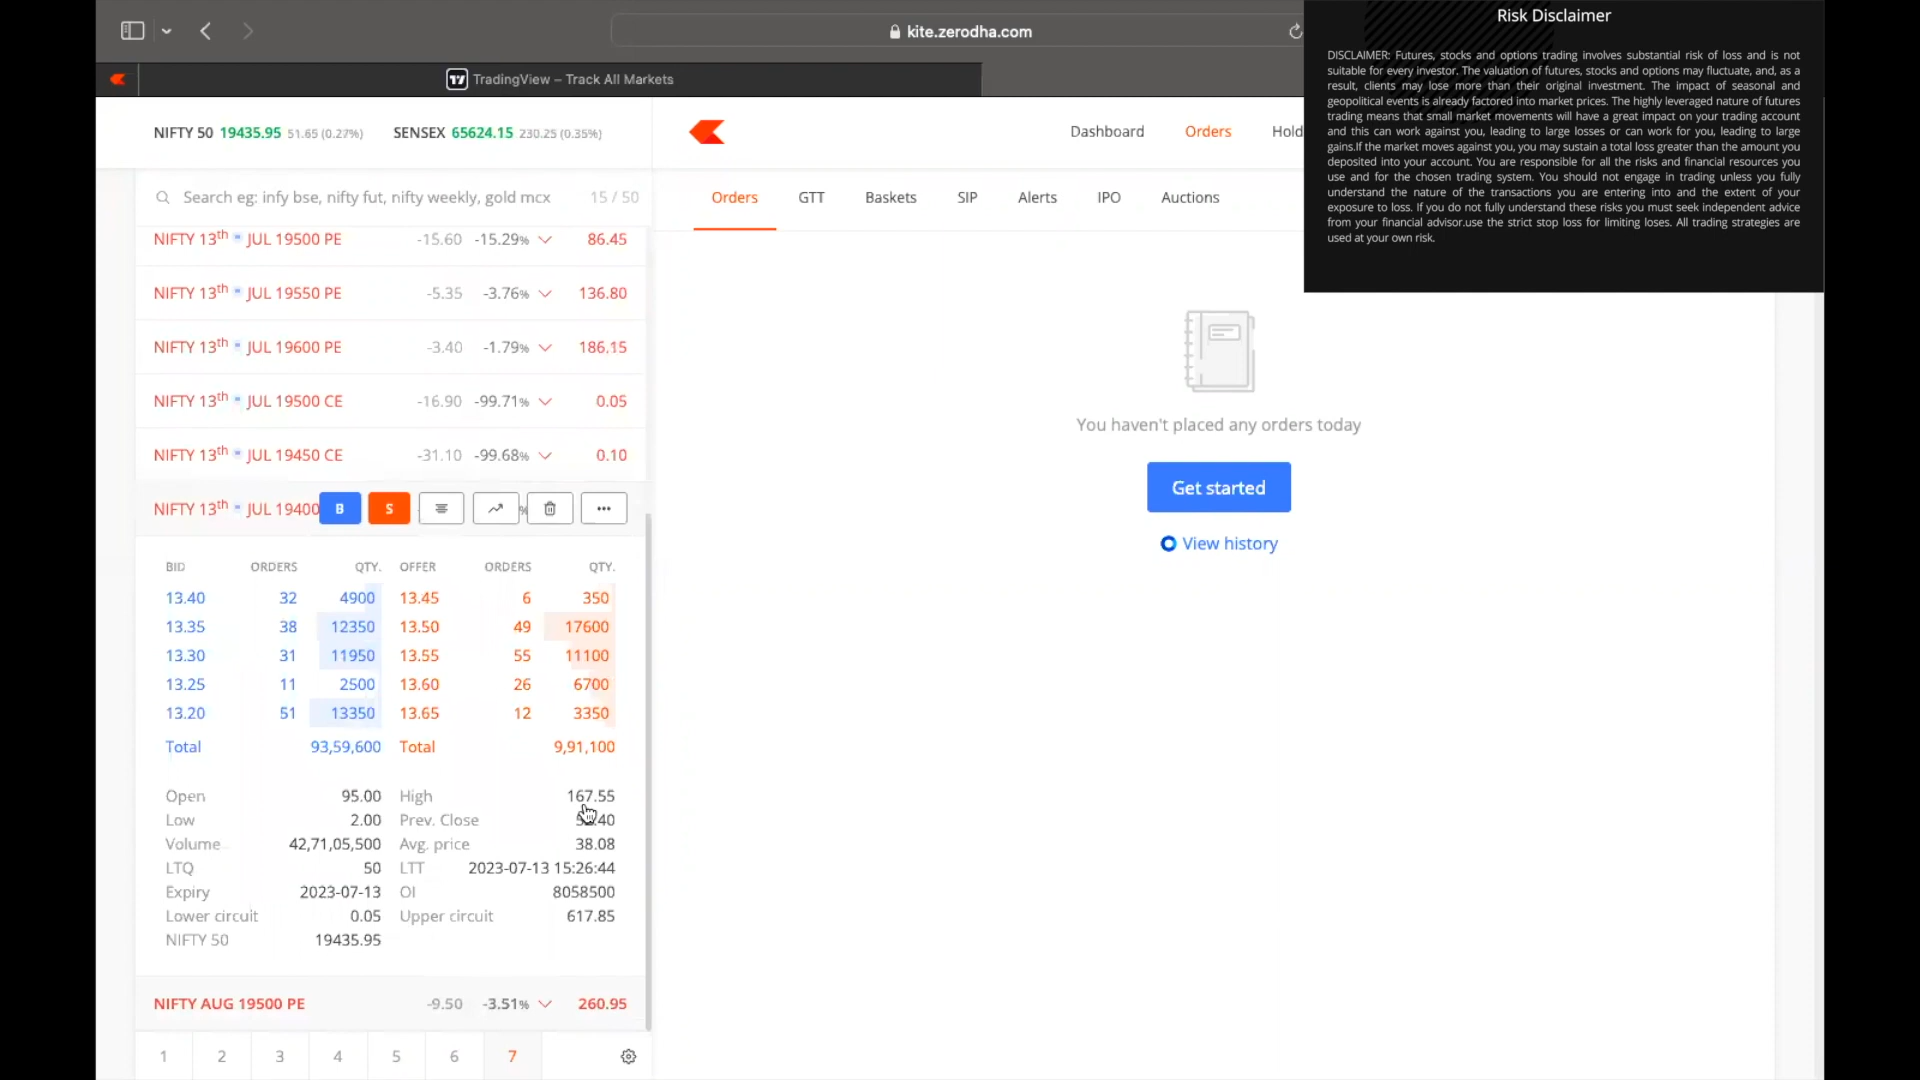 kite.zerodha.com
TradingView – Track All Markets
Risk Disclaimer
DISCLAIMER: Futures, stocks and options trading involves substantial risk of loss and is not
suitable for every investor. The valuation of futures, stocks and options may fluctuate, and, as a
result, clients may lose more than their original investment. The impact of seasonal and
geopolitical events is already factored into market prices. The highly leveraged nature of futures
trading means that small market movements will have a great impact on your trading account
and this can work against you, leading to large losses or can work for you, leading to large
gains.If the market moves against you, you may sustain a total loss greater than the amount you
deposited into your account. You are responsible for all the risks and financial resources you
use and for the chosen trading system. You should not engage in trading unless you fully
understand the nature of the transactions you are entering into and the extent of your
exposure to loss. If you do not fully understand these risks you must seek independent advice
from your financial advisor.use the strict stop loss for limiting loses. All trading strategies are
used at your own risk.
NIFTY 50 19435.95 51.65 (0.27%) SENSEX 65624.15 230.25 (0.35%)
Dashboard Orders Hold
Search eg: infy bse, nifty fut, nifty weekly, gold mcx 15 / 50
Orders GTT Baskets SIP Alerts IPO Auctions
NIFTY 13th JUL 19500 PE -15.60 -15.29% 86.45
NIFTY 13th JUL 19550 PE -5.35 -3.76% 136.80
NIFTY 13th JUL 19600 PE -3.40 -1.79% 186.15
NIFTY 13th JUL 19500 CE -16.90 -99.71% 0.05
NIFTY 13th JUL 19450 CE -31.10 -99.68% 0.10
NIFTY 13th JUL 19400 B S % •••
You haven't placed any orders today
Get started
View history
BID ORDERS QTY. OFFER ORDERS QTY.
13.40 32 4900 13.45 6 350
13.35 38 12350 13.50 49 17600
13.30 31 11950 13.55 55 11100
13.25 11 2500 13.60 26 6700
13.20 51 13350 13.65 12 3350
Total 93,59,600 Total 9,91,100
Open 95.00 High 167.55
Low 2.00 Prev. Close
Volume 42,71,05,500 Avg. price 38.08
LTQ 50 LTT 2023-07-13 15:26:44
Expiry 2023-07-13 OI 8058500
Lower circuit 0.05 Upper circuit 617.85
NIFTY 50 19435.95
NIFTY AUG 19500 PE -9.50 -3.51% 260.95
1 2 3 4 5 6 7